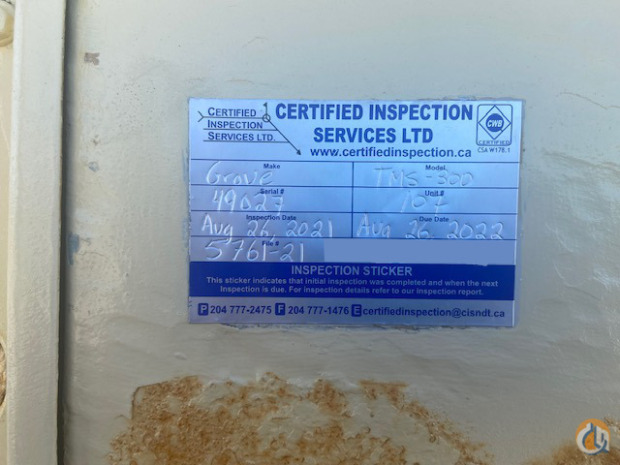 CERTIFIED
INSPECTION
SERVICES LTD.
CERTIFIED INSPECTION
SERVICES LTD
www.certifiedinspection.ca
CWB
CERTIFIED
CSA W178.1
Make
Grove
Model
TMS-300
Serial #
49027
Unit #
107
Inspection Date
Aug 26, 2021
Due Date
Aug 26, 2022
File #
5761-21
INSPECTION STICKER
This sticker indicates that initial inspection was completed and when the next
Inspection is due. For inspection details refer to our inspection report.
P 204 777-2475 F 204 777-1476 E certifiedinspection@cisndt.ca